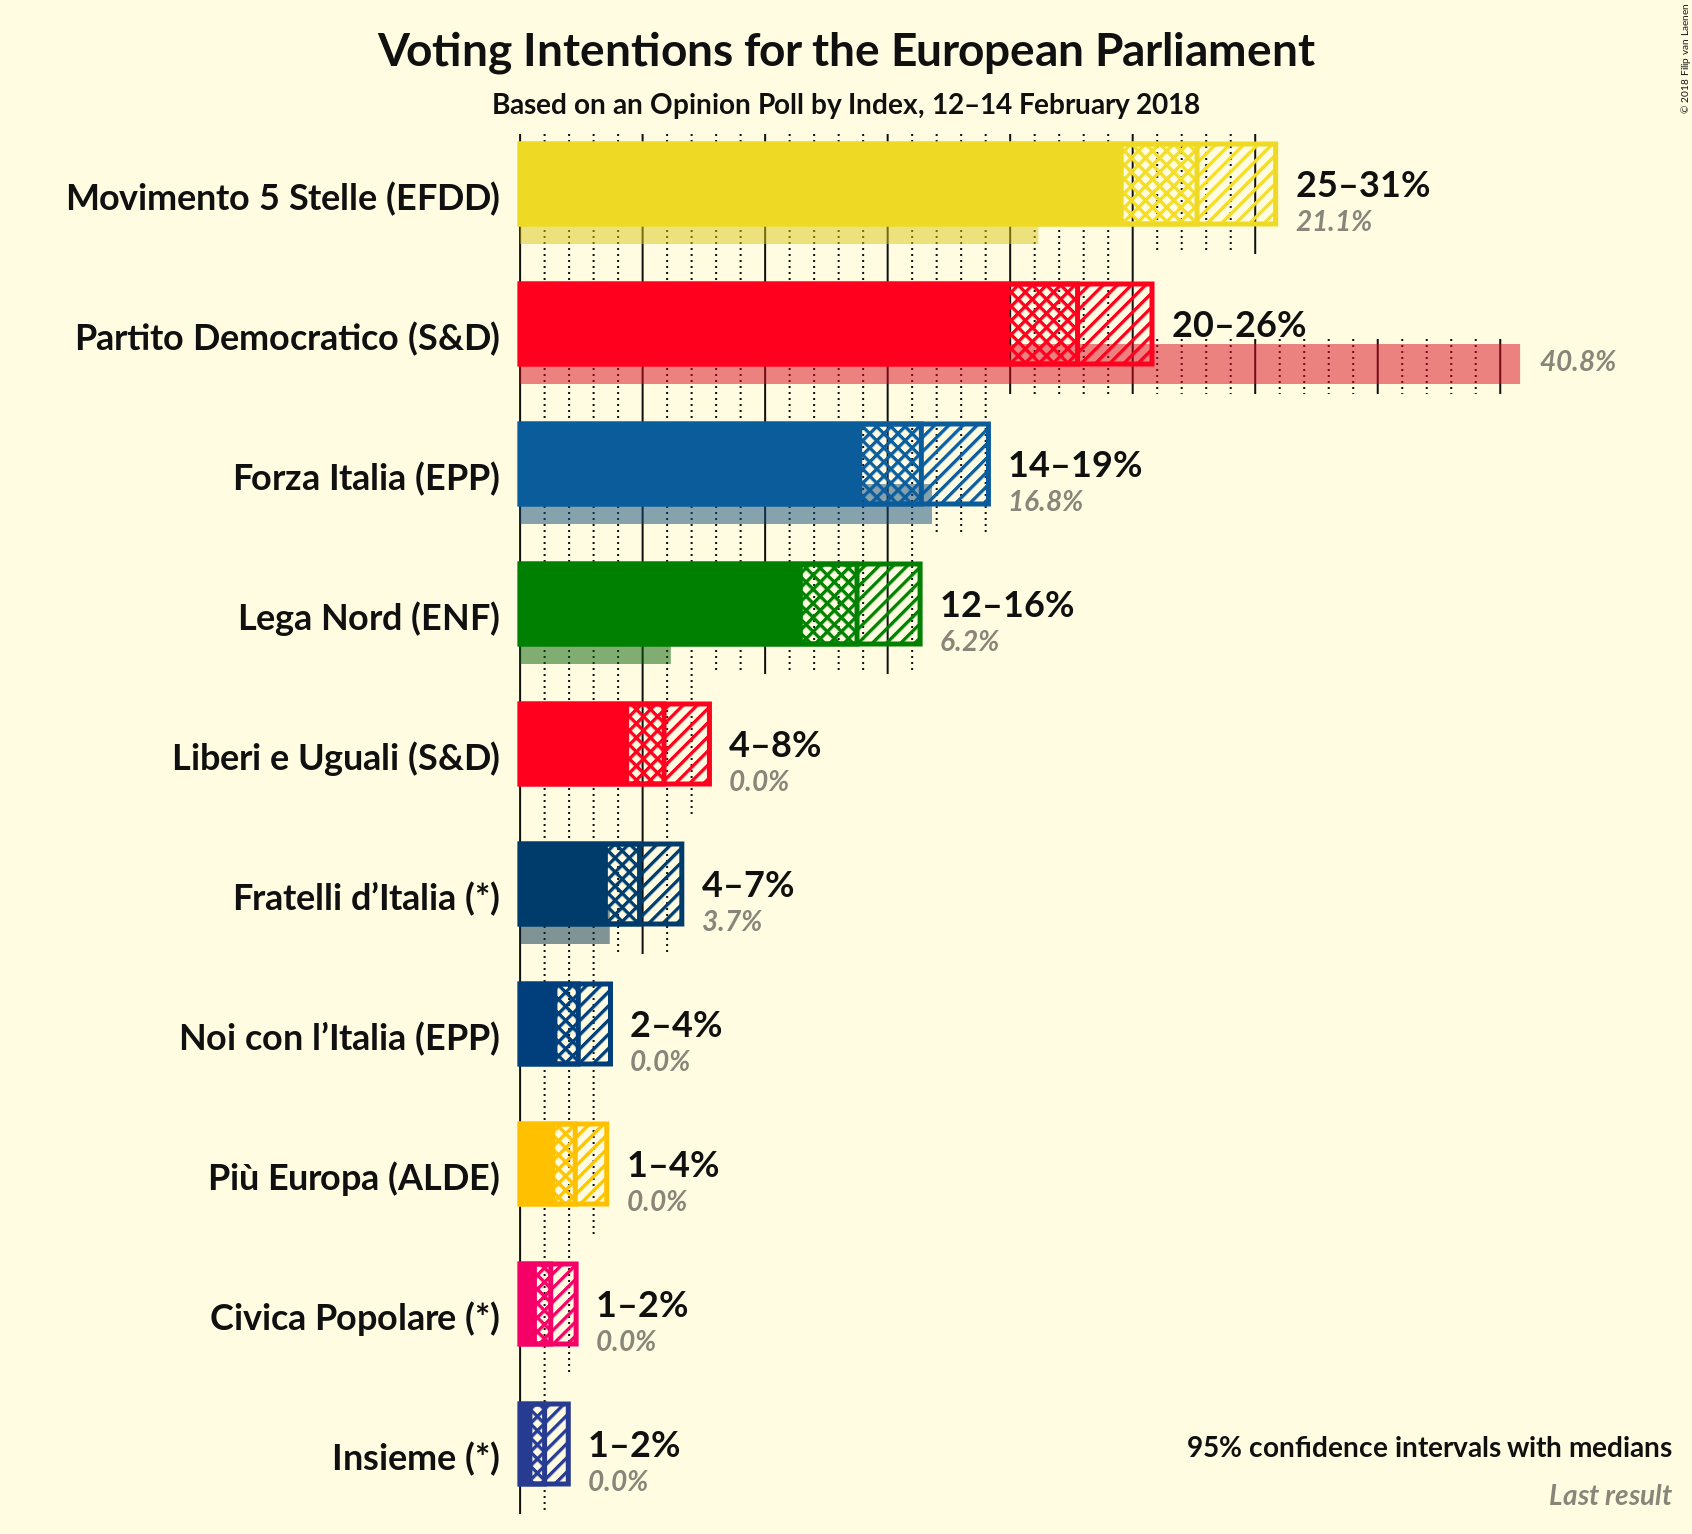 Voting Intentions for the European Parliament
Based on an Opinion Poll by Index, 12–14 February 2018
© 2018 Filip van Laenen
Movimento 5 Stelle (EFDD)
25–31%
21.1%
Partito Democratico (S&D)
20–26%
40.8%
Forza Italia (EPP)
14–19%
16.8%
Lega Nord (ENF)
12–16%
6.2%
Liberi e Uguali (S&D)
4–8%
0.0%
Fratelli d’Italia (*)
4–7%
3.7%
Noi con l’Italia (EPP)
2–4%
0.0%
Più Europa (ALDE)
1–4%
0.0%
Civica Popolare (*)
1–2%
0.0%
Insieme (*)
1–2%
0.0%
95% confidence intervals with medians
Last result